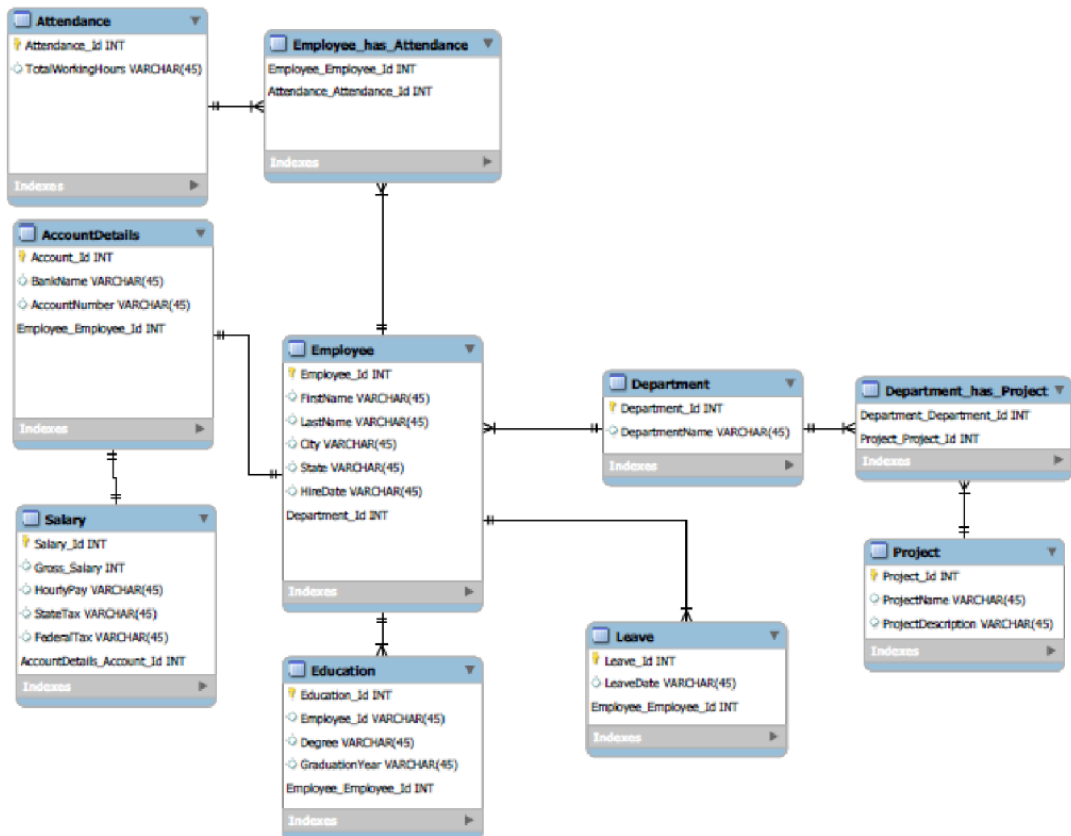 Attendance
Attendance_Id INT
TotalWorkingHours VARCHAR(45)
Indexes
Employee_has_Attendance
Employee_Employee_Id INT
Attendance_Attendance_Id INT
Indexes
AccountDetails
Account_Id INT
BankName VARCHAR(45)
AccountNumber VARCHAR(45)
Employee_Employee_Id INT
Indexes
Employee
Employee_Id INT
FirstName VARCHAR(45)
LastName VARCHAR(45)
City VARCHAR(45)
State VARCHAR(45)
HireDate VARCHAR(45)
Department_Id INT
Indexes
Department
Department_Id INT
DepartmentName VARCHAR(45)
Indexes
Department_has_Project
Department_Department_Id INT
Project_Project_Id INT
Indexes
Salary
Salary_Id INT
Gross_Salary INT
HourlyPay VARCHAR(45)
StateTax VARCHAR(45)
FederalTax VARCHAR(45)
AccountDetails_Account_Id INT
Indexes
Project
Project_Id INT
ProjectName VARCHAR(45)
ProjectDescription VARCHAR(45)
Indexes
Education
Education_Id INT
Employee_Id VARCHAR(45)
Degree VARCHAR(45)
GraduationYear VARCHAR(45)
Employee_Employee_Id INT
Indexes
Leave
Leave_Id INT
LeaveDate VARCHAR(45)
Employee_Employee_Id INT
Indexes